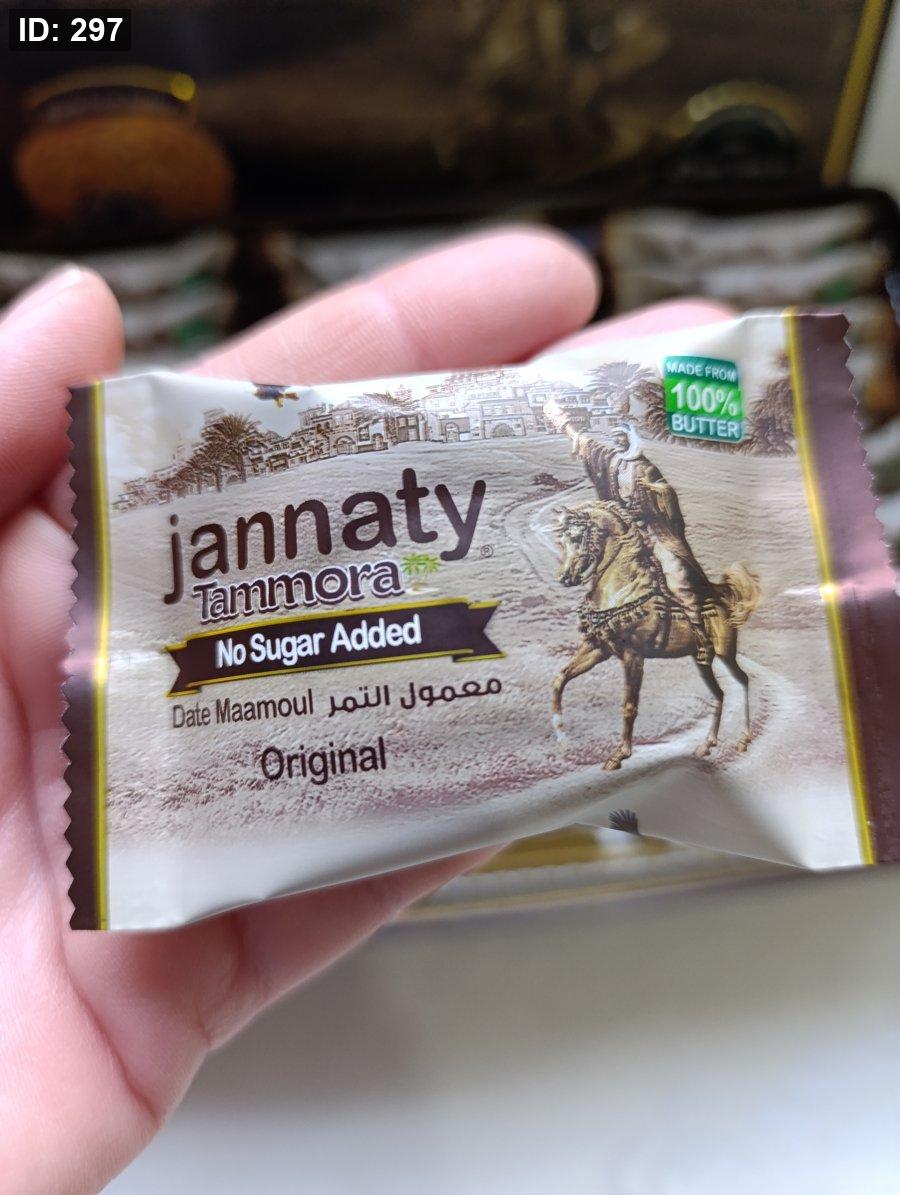 ID: 297
MADE FROM
100%
BUTTER
jannaty®
Tammora
No Sugar Added
Date Maamoul معمول التمر
Original